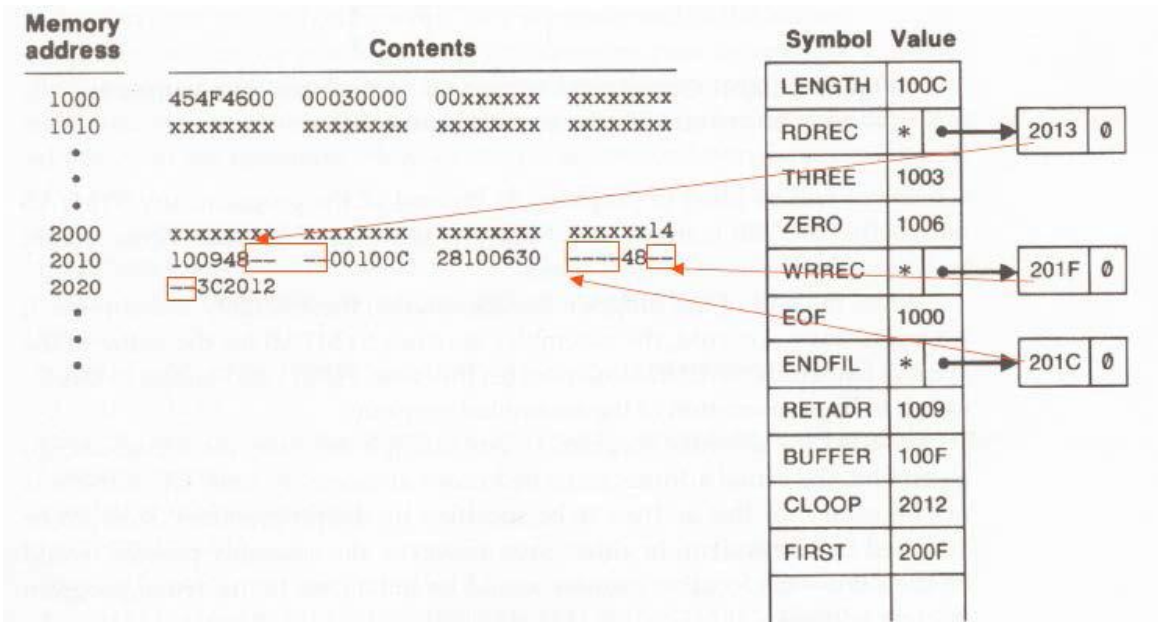 Memory
address
Contents
1000 454F4600 00030000 00xxxxxx xxxxxxxx
1010 xxxxxxxx xxxxxxxx xxxxxxxx xxxxxxxx
2000 xxxxxxxx xxxxxxxx xxxxxxxx xxxxxx14
2010 100948-- --00100C 28100630 ----48--
2020 --3C2012
Symbol Value
LENGTH 100C
RDREC * 2013 0
THREE 1003
ZERO 1006
WRREC * 201F 0
EOF 1000
ENDFIL * 201C 0
RETADR 1009
BUFFER 100F
CLOOP 2012
FIRST 200F